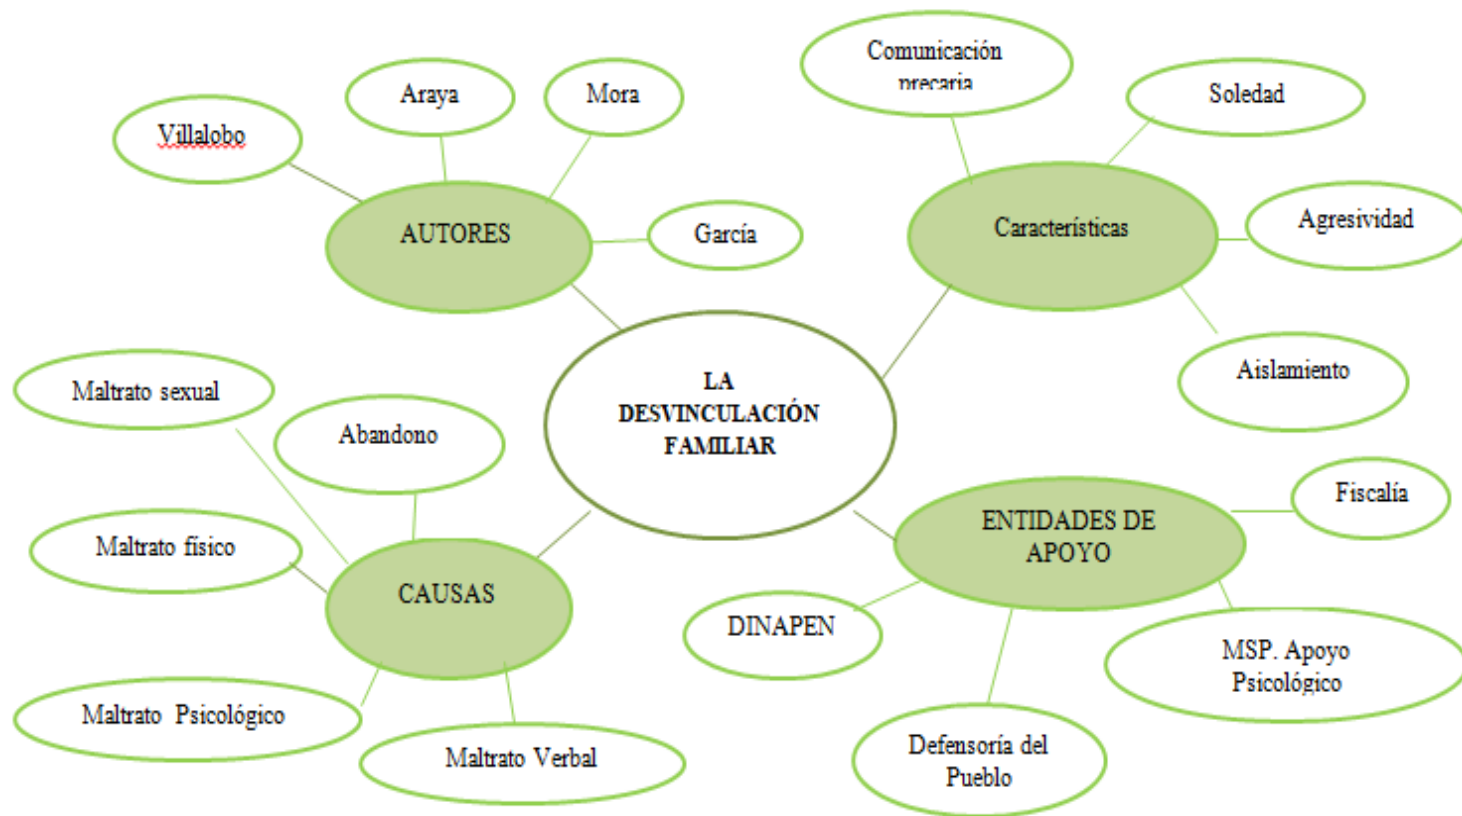 Comunicación
precaria
Araya
Mora
Soledad
Villalobo
AUTORES
García
Características
Agresividad
Aislamiento
LA
DESVINCULACIÓN
FAMILIAR
Maltrato sexual
Abandono
Fiscalía
ENTIDADES DE
APOYO
Maltrato físico
CAUSAS
DINAPEN
MSP. Apoyo
Psicológico
Maltrato Psicológico
Maltrato Verbal
Defensoría del
Pueblo